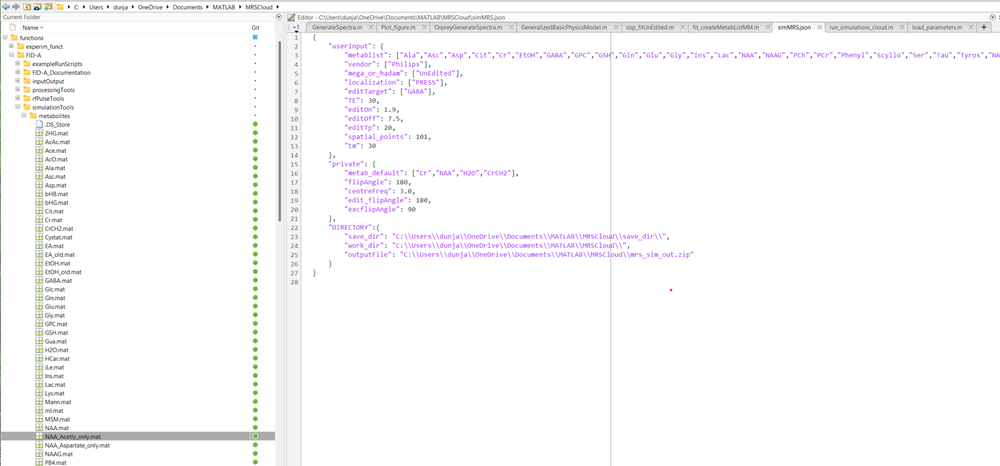 C: Users dunja OneDrive Documents MATLAB MRSCloud
Current Folder
Name Git
functions
experim_funct
FID-A
exampleRunScripts
FID-A_Documentation
inputOutput
processingTools
rfPulseTools
simulationTools
metabolites
.DS_Store
2HG.mat
AcAc.mat
Ace.mat
AcO.mat
Ala.mat
Asc.mat
Asp.mat
bHB.mat
bHG.mat
Cit.mat
Cr.mat
CrCH2.mat
Cystat.mat
EA.mat
EA_old.mat
EtOH.mat
EtOH_old.mat
GABA.mat
Glc.mat
Gln.mat
Glu.mat
Gly.mat
GPC.mat
GSH.mat
Gua.mat
H2O.mat
HCar.mat
iLe.mat
Ins.mat
Lac.mat
Lys.mat
Mann.mat
mI.mat
MSM.mat
NAA.mat
NAA_Acetly_only.mat
NAA_Aspartate_only.mat
NAAG.mat
PB4.mat
Editor - C:\Users\dunja\OneDrive\Documents\MATLAB\MRSCloud\simMRS.json
+1 GenerateSpectra.m Plot_figure.m OspreyGenerateSpectra.m GeneralizedBasicPhysicsModel.m osp_fitUnEdited.m fit_createMetabListMM.m simMRS.json run_simulations_cloud.m load_parameters.m +
1 {
2 "userInput": {
3 "metablist": ["Ala","Asc","Asp","Cit","Cr","EtOH","GABA","GPC","GSH","Gln","Glu","Gly","Ins","Lac","NAA","NAAG","PCh","PCr","Phenyl","Scyllo","Ser","Tau","Tyros","NA
4 "vendor": ["Philips"],
5 "mega_or_hadam": ["UnEdited"],
6 "localization": ["PRESS"],
7 "editTarget": ["GABA"],
8 "TE": 30,
9 "editOn": 1.9,
10 "editOff": 7.5,
11 "editTp": 20,
12 "spatial_points": 101,
13 "tm": 30
14 },
15 "private": {
16 "metab_default": ["Cr","NAA","H2O","CrCH2"],
17 "flipAngle": 180,
18 "centreFreq": 3.0,
19 "edit_flipAngle": 180,
20 "excflipAngle": 90
21 },
22 "DIRECTORY":{
23 "save_dir": "C:\\Users\\dunja\\OneDrive\\Documents\\MATLAB\\MRSCloud\\save_dir\\",
24 "work_dir": "C:\\Users\\dunja\\OneDrive\\Documents\\MATLAB\\MRSCloud\\",
25 "outputFile": "C:\\Users\\dunja\\OneDrive\\Documents\\MATLAB\\MRSCloud\\mrs_sim_out.zip"
26 }
27 }
28